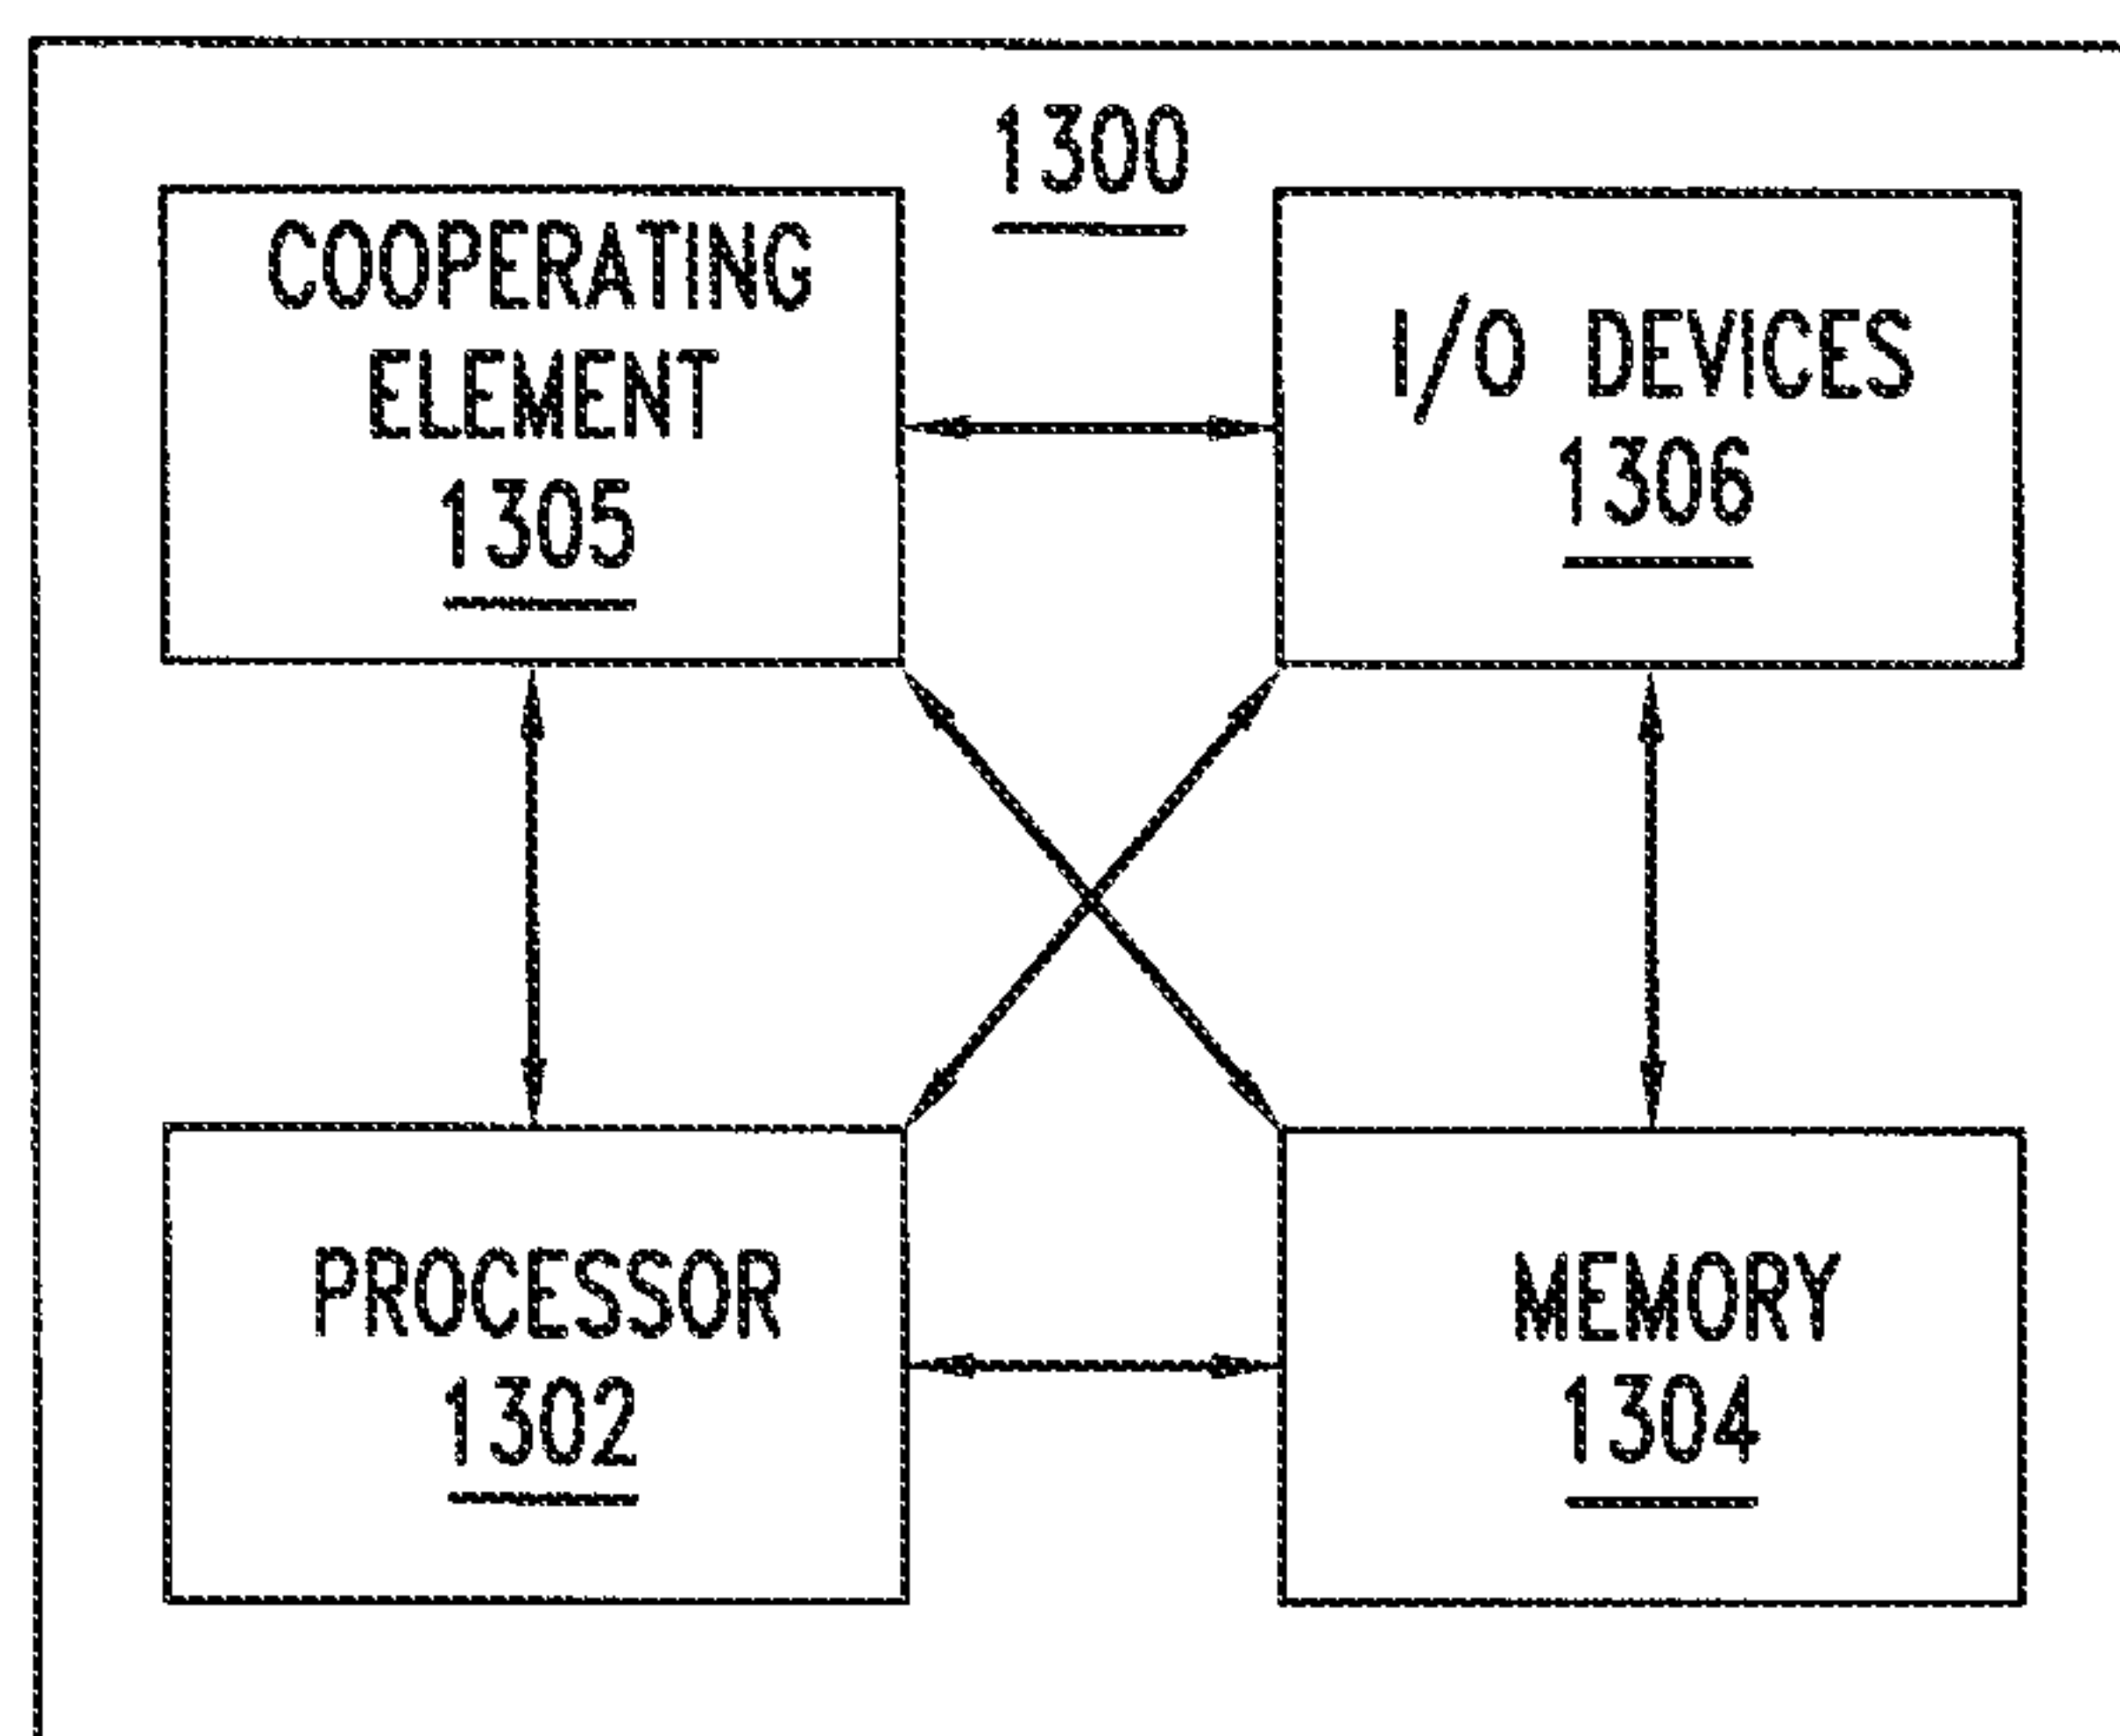 1300
COOPERATING
ELEMENT
1305
I/O DEVICES
1306
PROCESSOR
1302
MEMORY
1304